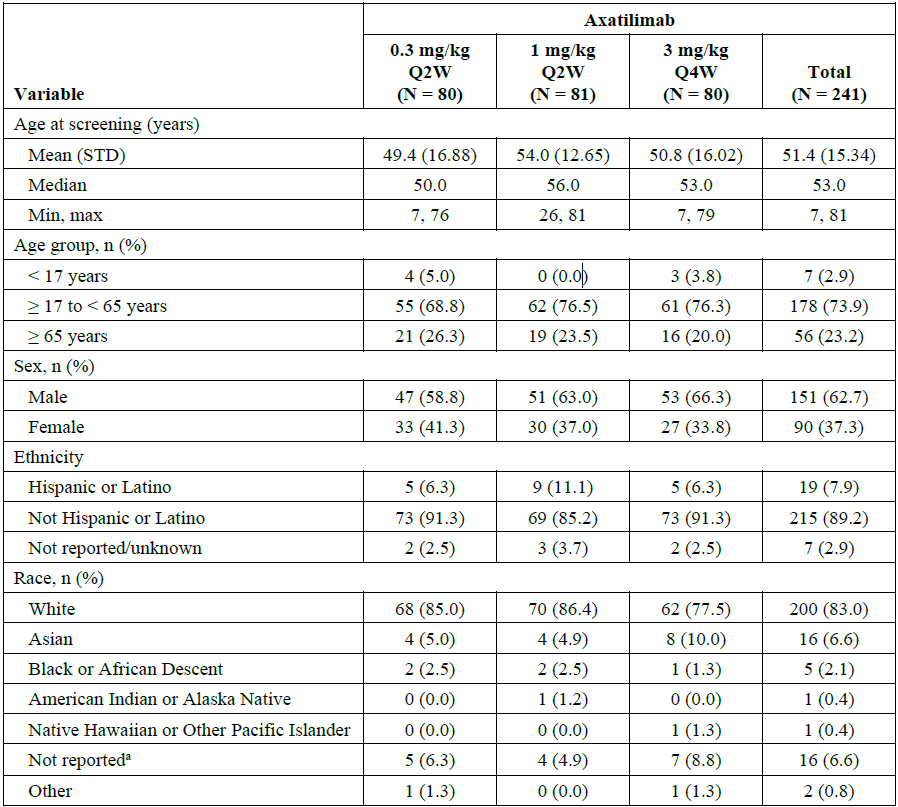 Axatilimab
Variable 0.3 mg/kg Q2W (N = 80) 1 mg/kg Q2W (N = 81) 3 mg/kg Q4W (N = 80) Total (N = 241)
Age at screening (years)
Mean (STD) 49.4 (16.88) 54.0 (12.65) 50.8 (16.02) 51.4 (15.34)
Median 50.0 56.0 53.0 53.0
Min, max 7, 76 26, 81 7, 79 7, 81
Age group, n (%)
< 17 years 4 (5.0) 0 (0.0) 3 (3.8) 7 (2.9)
≥ 17 to < 65 years 55 (68.8) 62 (76.5) 61 (76.3) 178 (73.9)
≥ 65 years 21 (26.3) 19 (23.5) 16 (20.0) 56 (23.2)
Sex, n (%)
Male 47 (58.8) 51 (63.0) 53 (66.3) 151 (62.7)
Female 33 (41.3) 30 (37.0) 27 (33.8) 90 (37.3)
Ethnicity
Hispanic or Latino 5 (6.3) 9 (11.1) 5 (6.3) 19 (7.9)
Not Hispanic or Latino 73 (91.3) 69 (85.2) 73 (91.3) 215 (89.2)
Not reported/unknown 2 (2.5) 3 (3.7) 2 (2.5) 7 (2.9)
Race, n (%)
White 68 (85.0) 70 (86.4) 62 (77.5) 200 (83.0)
Asian 4 (5.0) 4 (4.9) 8 (10.0) 16 (6.6)
Black or African Descent 2 (2.5) 2 (2.5) 1 (1.3) 5 (2.1)
American Indian or Alaska Native 0 (0.0) 1 (1.2) 0 (0.0) 1 (0.4)
Native Hawaiian or Other Pacific Islander 0 (0.0) 0 (0.0) 1 (1.3) 1 (0.4)
Not reportedᵃ 5 (6.3) 4 (4.9) 7 (8.8) 16 (6.6)
Other 1 (1.3) 0 (0.0) 1 (1.3) 2 (0.8)